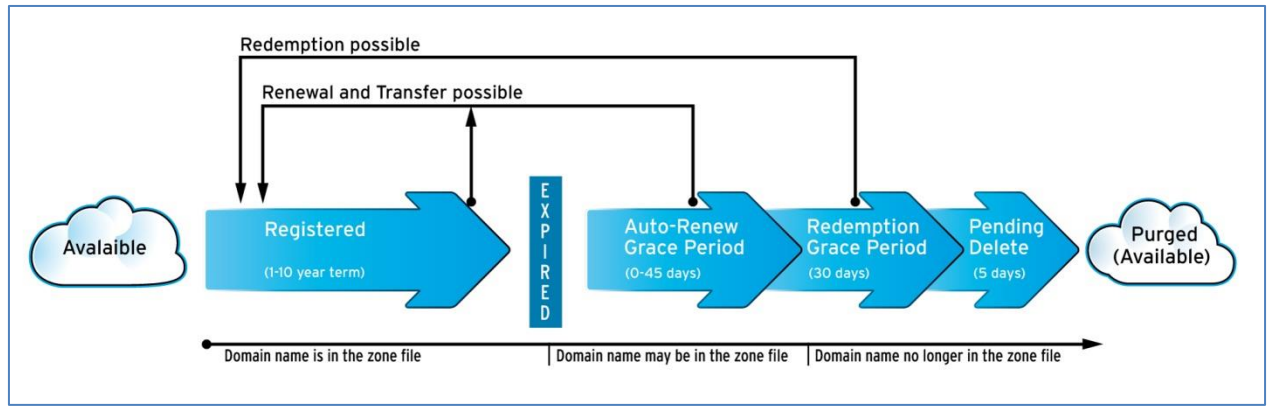 Redemption possible
Renewal and Transfer possible
Avalaible
Registered
(1-10 year term)
EXPIRED
Auto-Renew
Grace Period
(0-45 days)
Redemption
Grace Period
(30 days)
Pending
Delete
(5 days)
Purged
(Available)
Domain name is in the zone file
Domain name may be in the zone file
Domain name no longer in the zone file